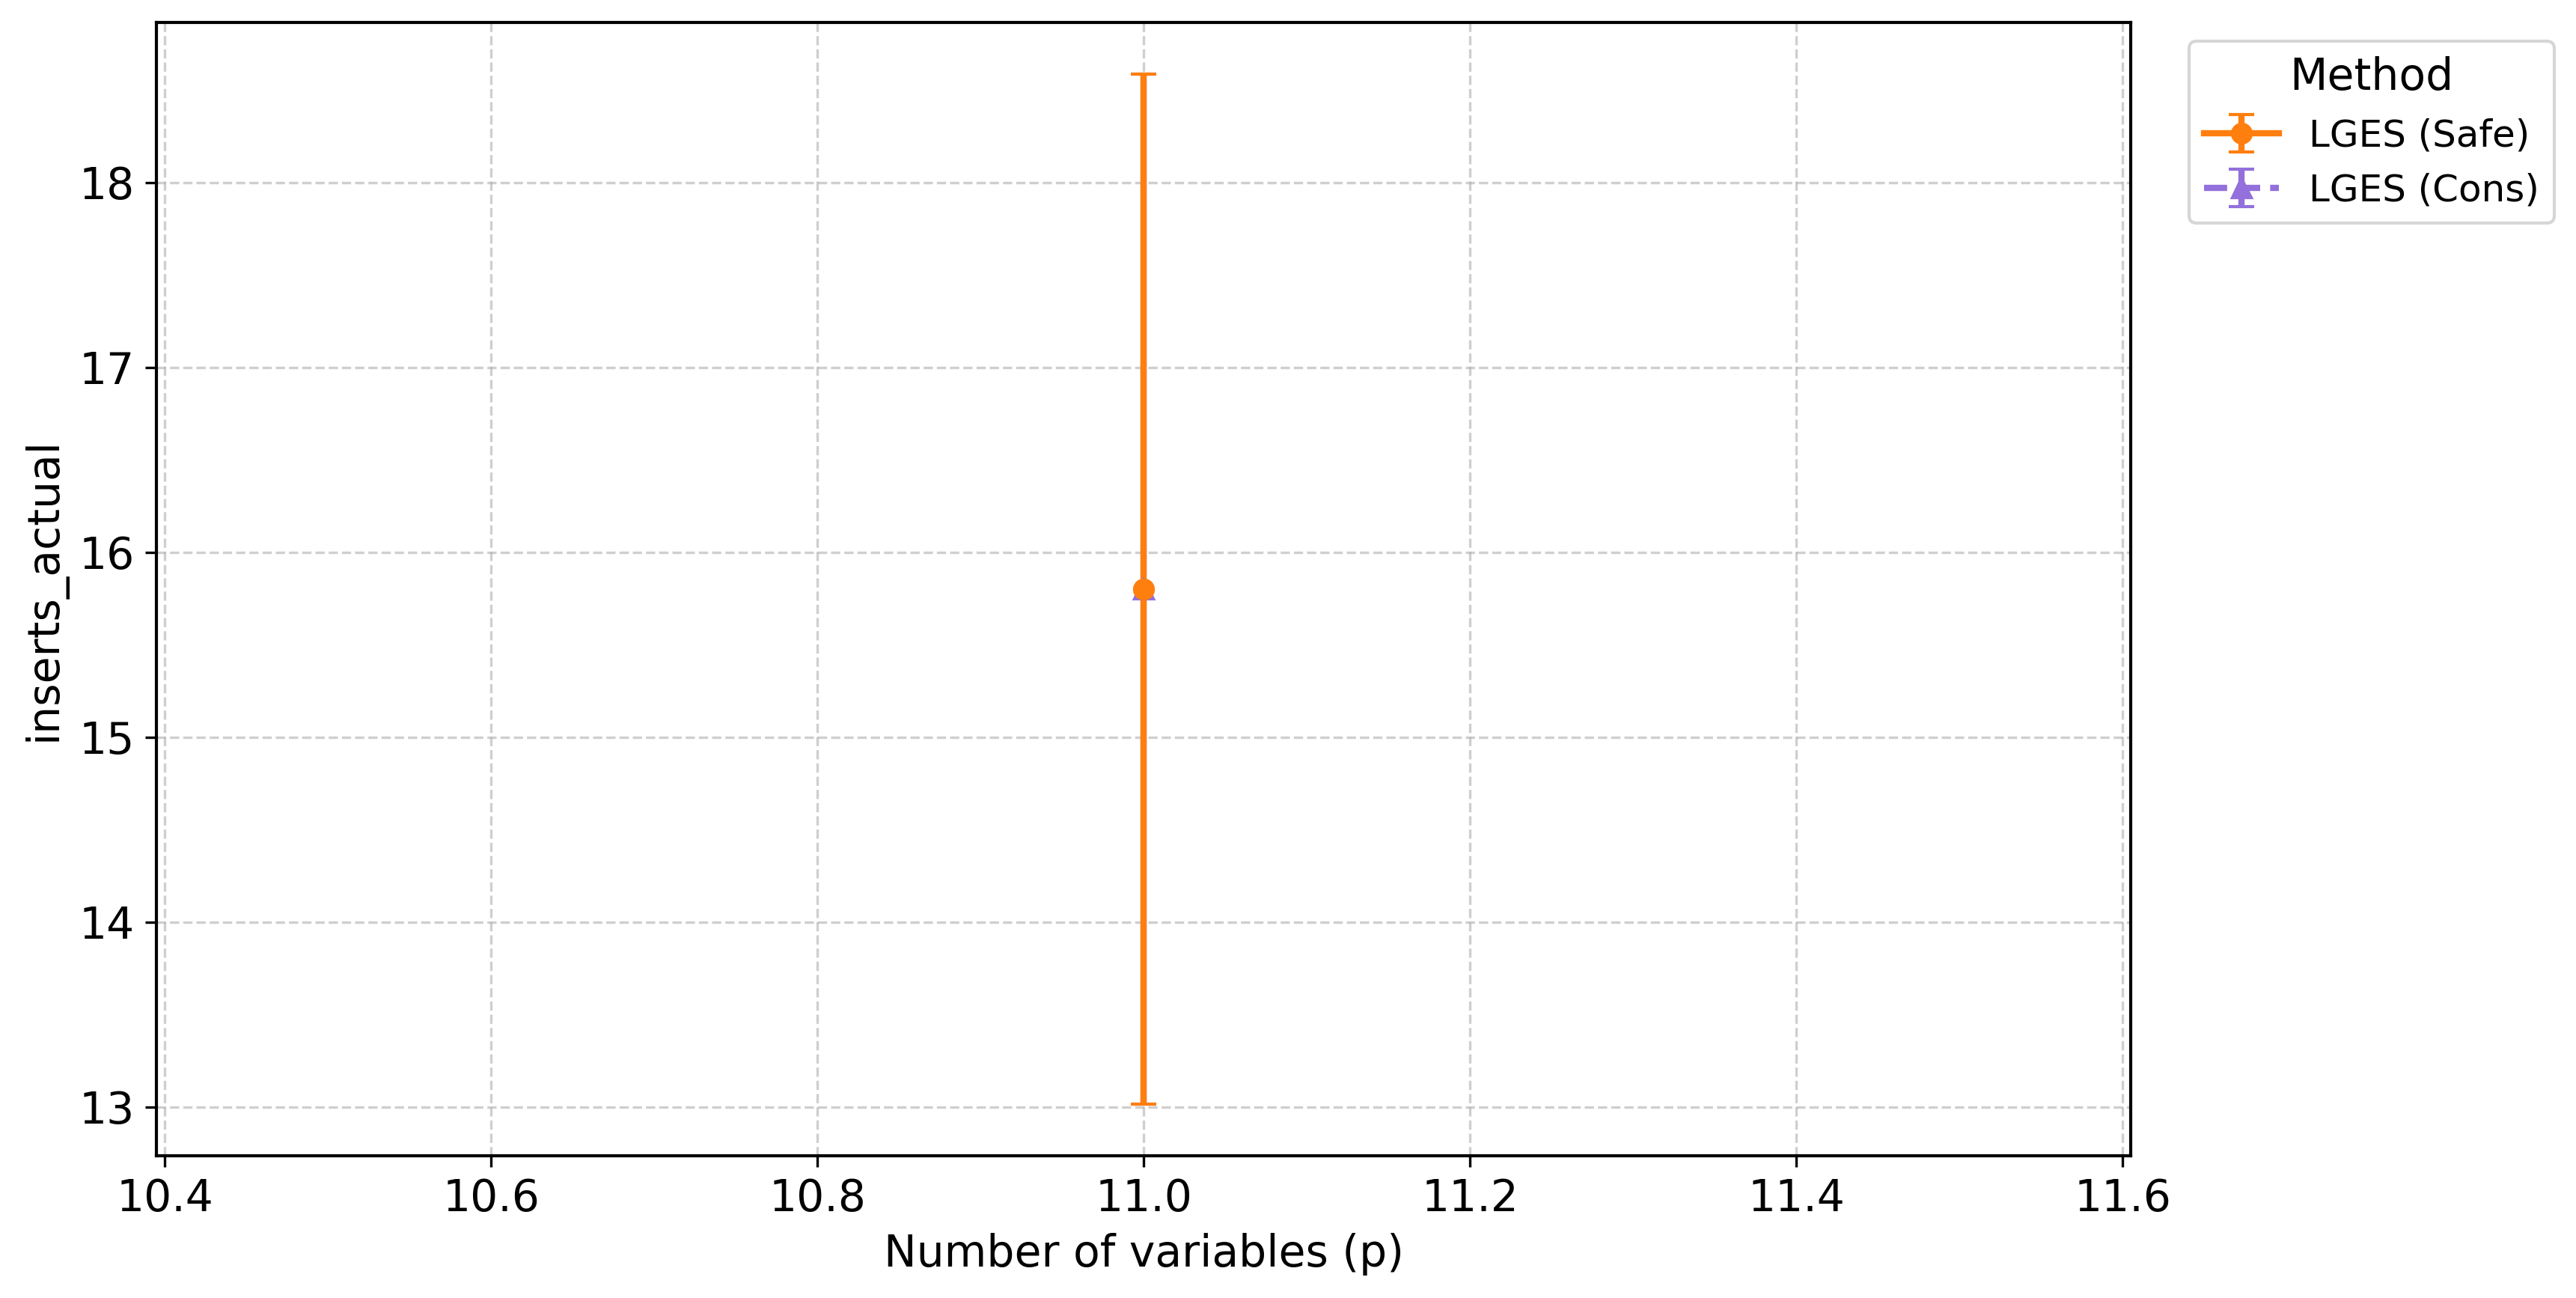 Method
LGES (Safe)
LGES (Cons)
inserts_actual
18
17
16
15
14
13
10.4 10.6 10.8 11.0 11.2 11.4 11.6
Number of variables (p)